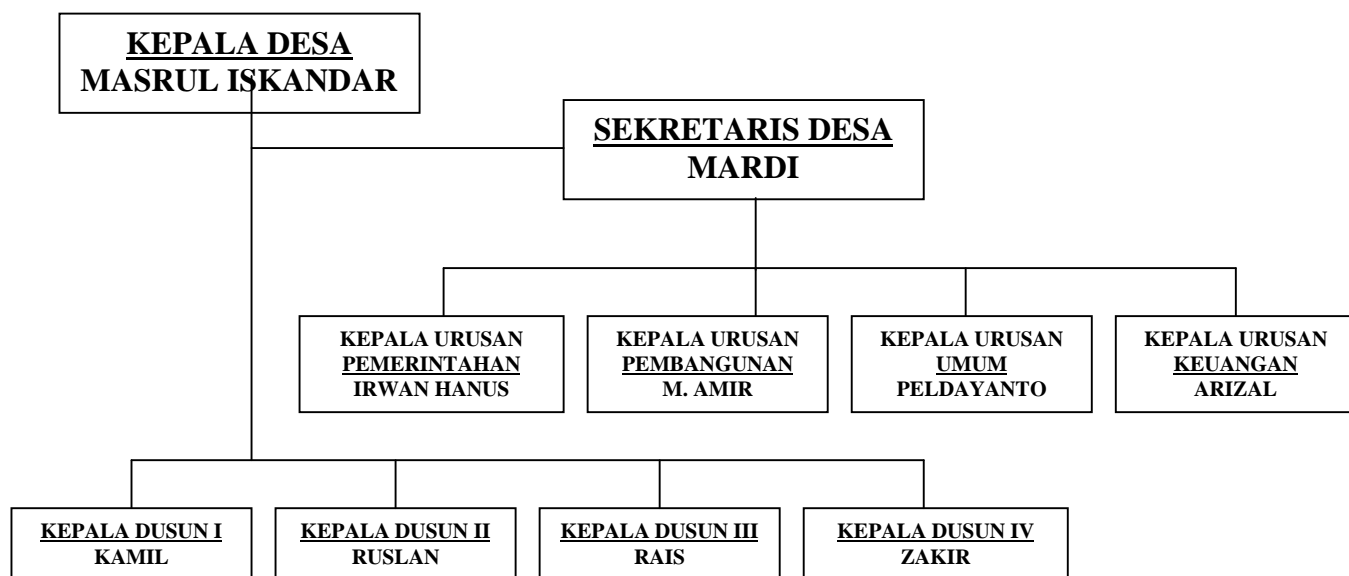 KEPALA DESA
MASRUL ISKANDAR
SEKRETARIS DESA
MARDI
KEPALA URUSAN
PEMERINTAHAN
IRWAN HANUS
KEPALA URUSAN
PEMBANGUNAN
M. AMIR
KEPALA URUSAN
UMUM
PELDAYANTO
KEPALA URUSAN
KEUANGAN
ARIZAL
KEPALA DUSUN I
KAMIL
KEPALA DUSUN II
RUSLAN
KEPALA DUSUN III
RAIS
KEPALA DUSUN IV
ZAKIR